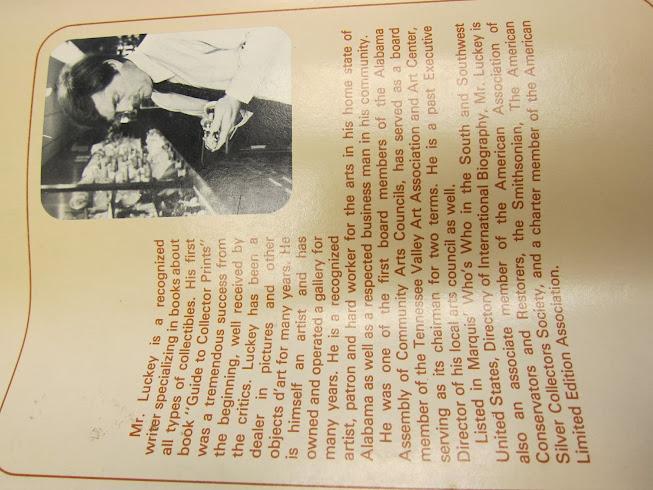 Mr. Luckey is a recognized
writer specializing in books about
all types of collectibles. His first
book "Guide to Collector Prints"
was a tremendous success from
the beginning, well received by
the critics. Luckey has been a
dealer in pictures and other
objects d'art for many years. He
is himself an artist and has
owned and operated a gallery for
many years. He is a recognized
artist, patron and hard worker for the arts in his home state of
Alabama as well as a respected business man in his community.
He was one of the first board members of the Alabama
Assembly of Community Arts Councils, has served as a board
member of the Tennessee Valley Art Association and Art Center,
serving as its chairmen for two terms. He is a past Executive
Director of his local arts council as well.
Listed in Marquis' Who's Who in the South and Southwest
United States, Directory of International Biography, Mr. Luckey is
also an associate member of the American Association of
Conservators and Restorers, the Smithsonian, The American
Silver Collectors Society, and a charter member of the American
Limited Edition Association.